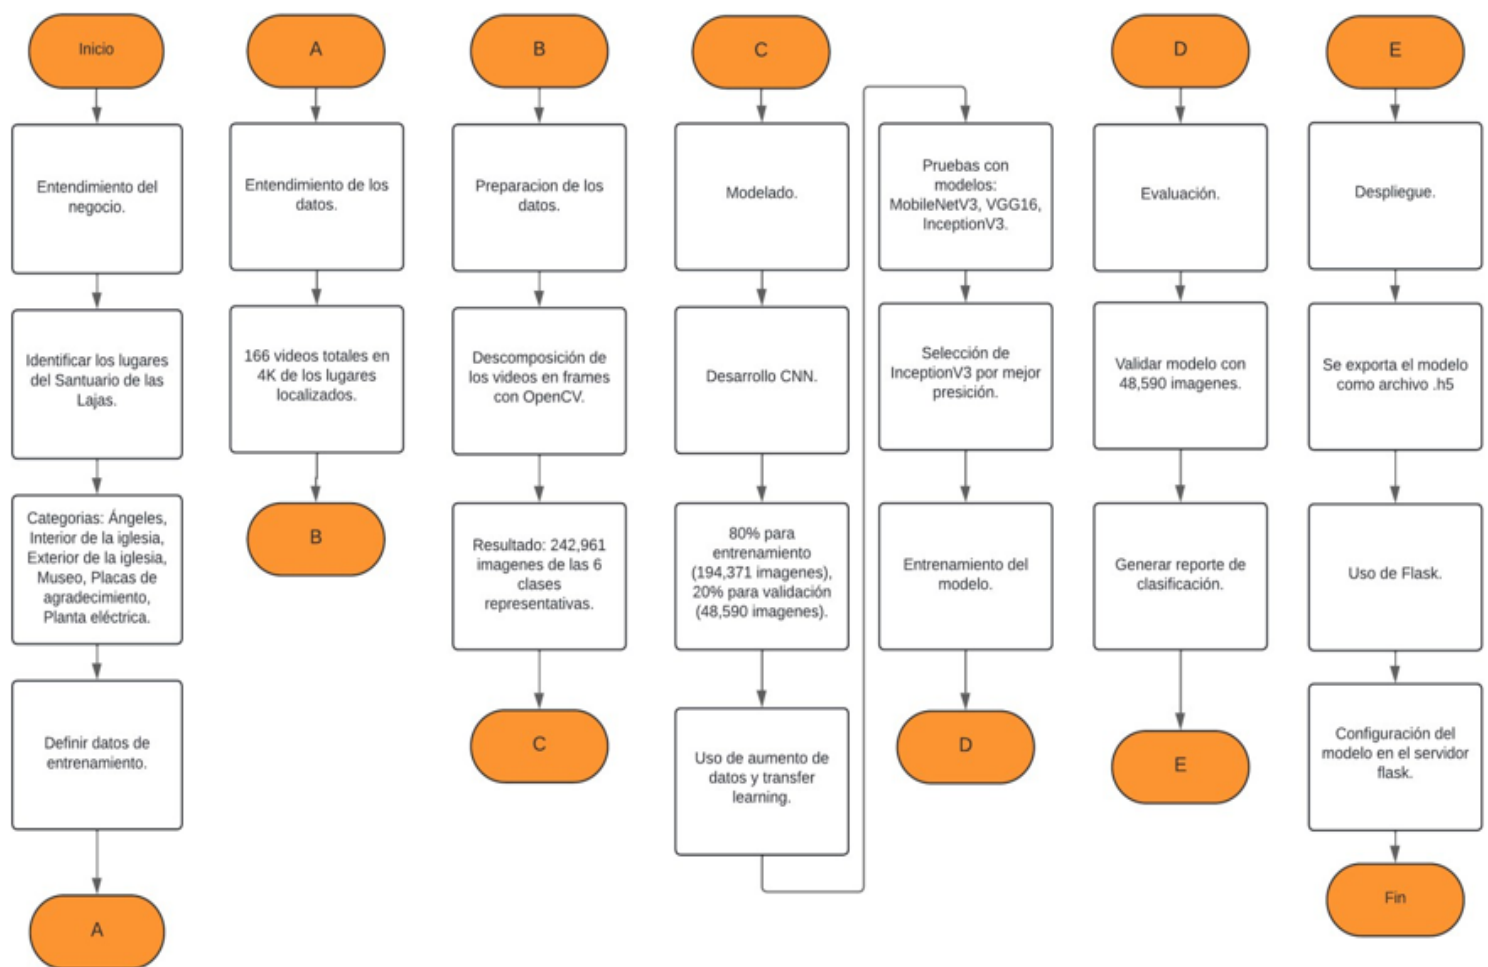 Inicio
Entendimiento del
negocio.
Identificar los lugares
del Santuario de las
Lajas.
Categorias: Ángeles,
Interior de la iglesia,
Exterior de la iglesia,
Museo, Placas de
agradecimiento,
Planta eléctrica.
Definir datos de
entrenamiento.
A
A
Entendimiento de los
datos.
166 videos totales en
4K de los lugares
localizados.
B
B
Preparacion de los
datos.
Descomposición de
los videos en frames
con OpenCV.
Resultado: 242,961
imagenes de las 6
clases
representativas.
C
C
Modelado.
Desarrollo CNN.
80% para
entrenamiento
(194,371 imagenes),
20% para validación
(48,590 imagenes).
Uso de aumento de
datos y transfer
learning.
Pruebas con
modelos:
MobileNetV3, VGG16,
InceptionV3.
Selección de
InceptionV3 por mejor
presición.
Entrenamiento del
modelo.
D
D
Evaluación.
Validar modelo con
48,590 imagenes.
Generar reporte de
clasificación.
E
E
Despliegue.
Se exporta el modelo
como archivo .h5
Uso de Flask.
Configuración del
modelo en el servidor
flask.
Fin